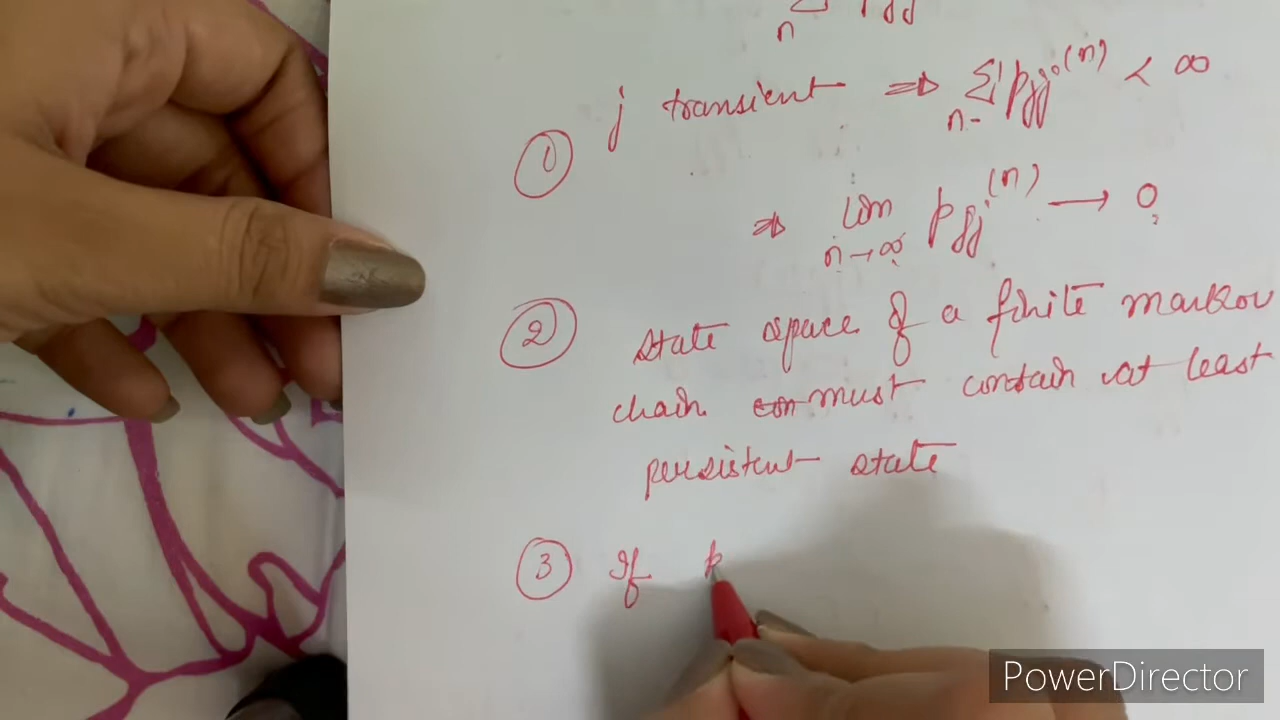 n
① j transient ⇒ Σ pjj(n) < ∞
n-
⇒ lim pjj(n) → 0
n→∞
② state space of a finite markov
chain must contain at least
persistent state
③ If p
PowerDirector